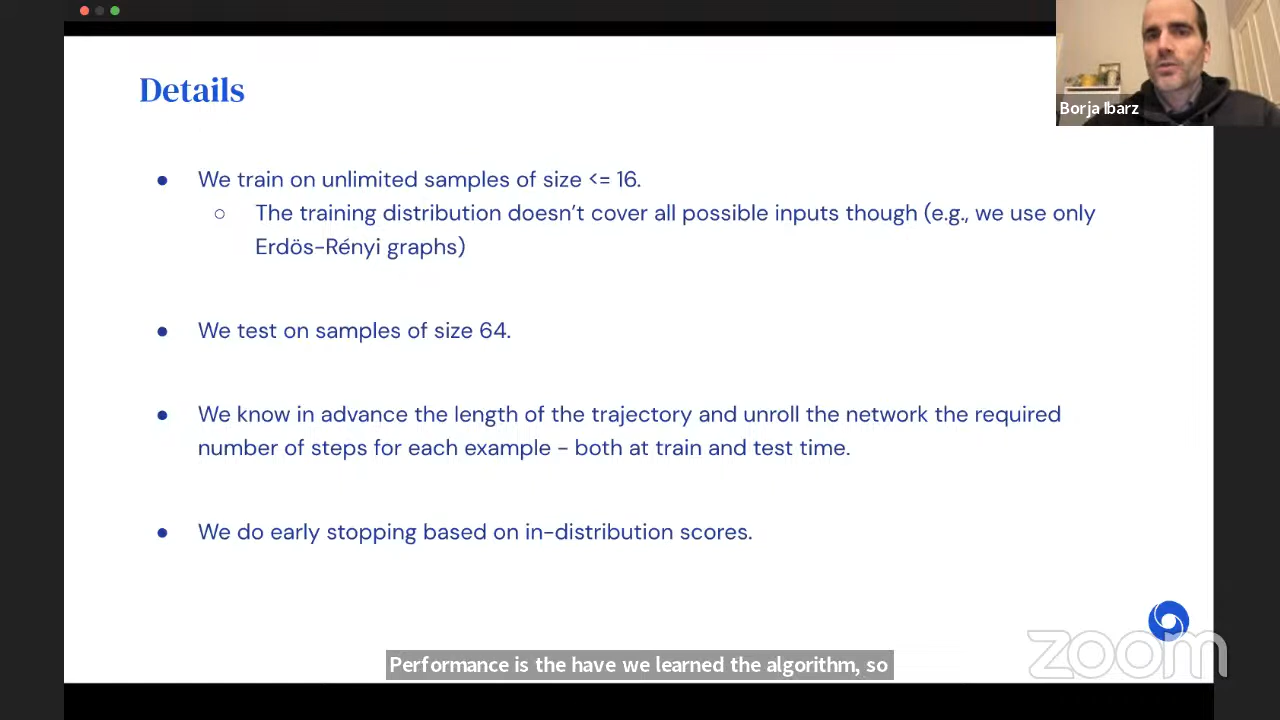 Details
Borja Ibarz
● We train on unlimited samples of size <= 16.
○ The training distribution doesn't cover all possible inputs though (e.g., we use only
Erdös-Rényi graphs)
● We test on samples of size 64.
● We know in advance the length of the trajectory and unroll the network the required
number of steps for each example - both at train and test time.
● We do early stopping based on in-distribution scores.
Performance is the have we learned the algorithm, so
zoom